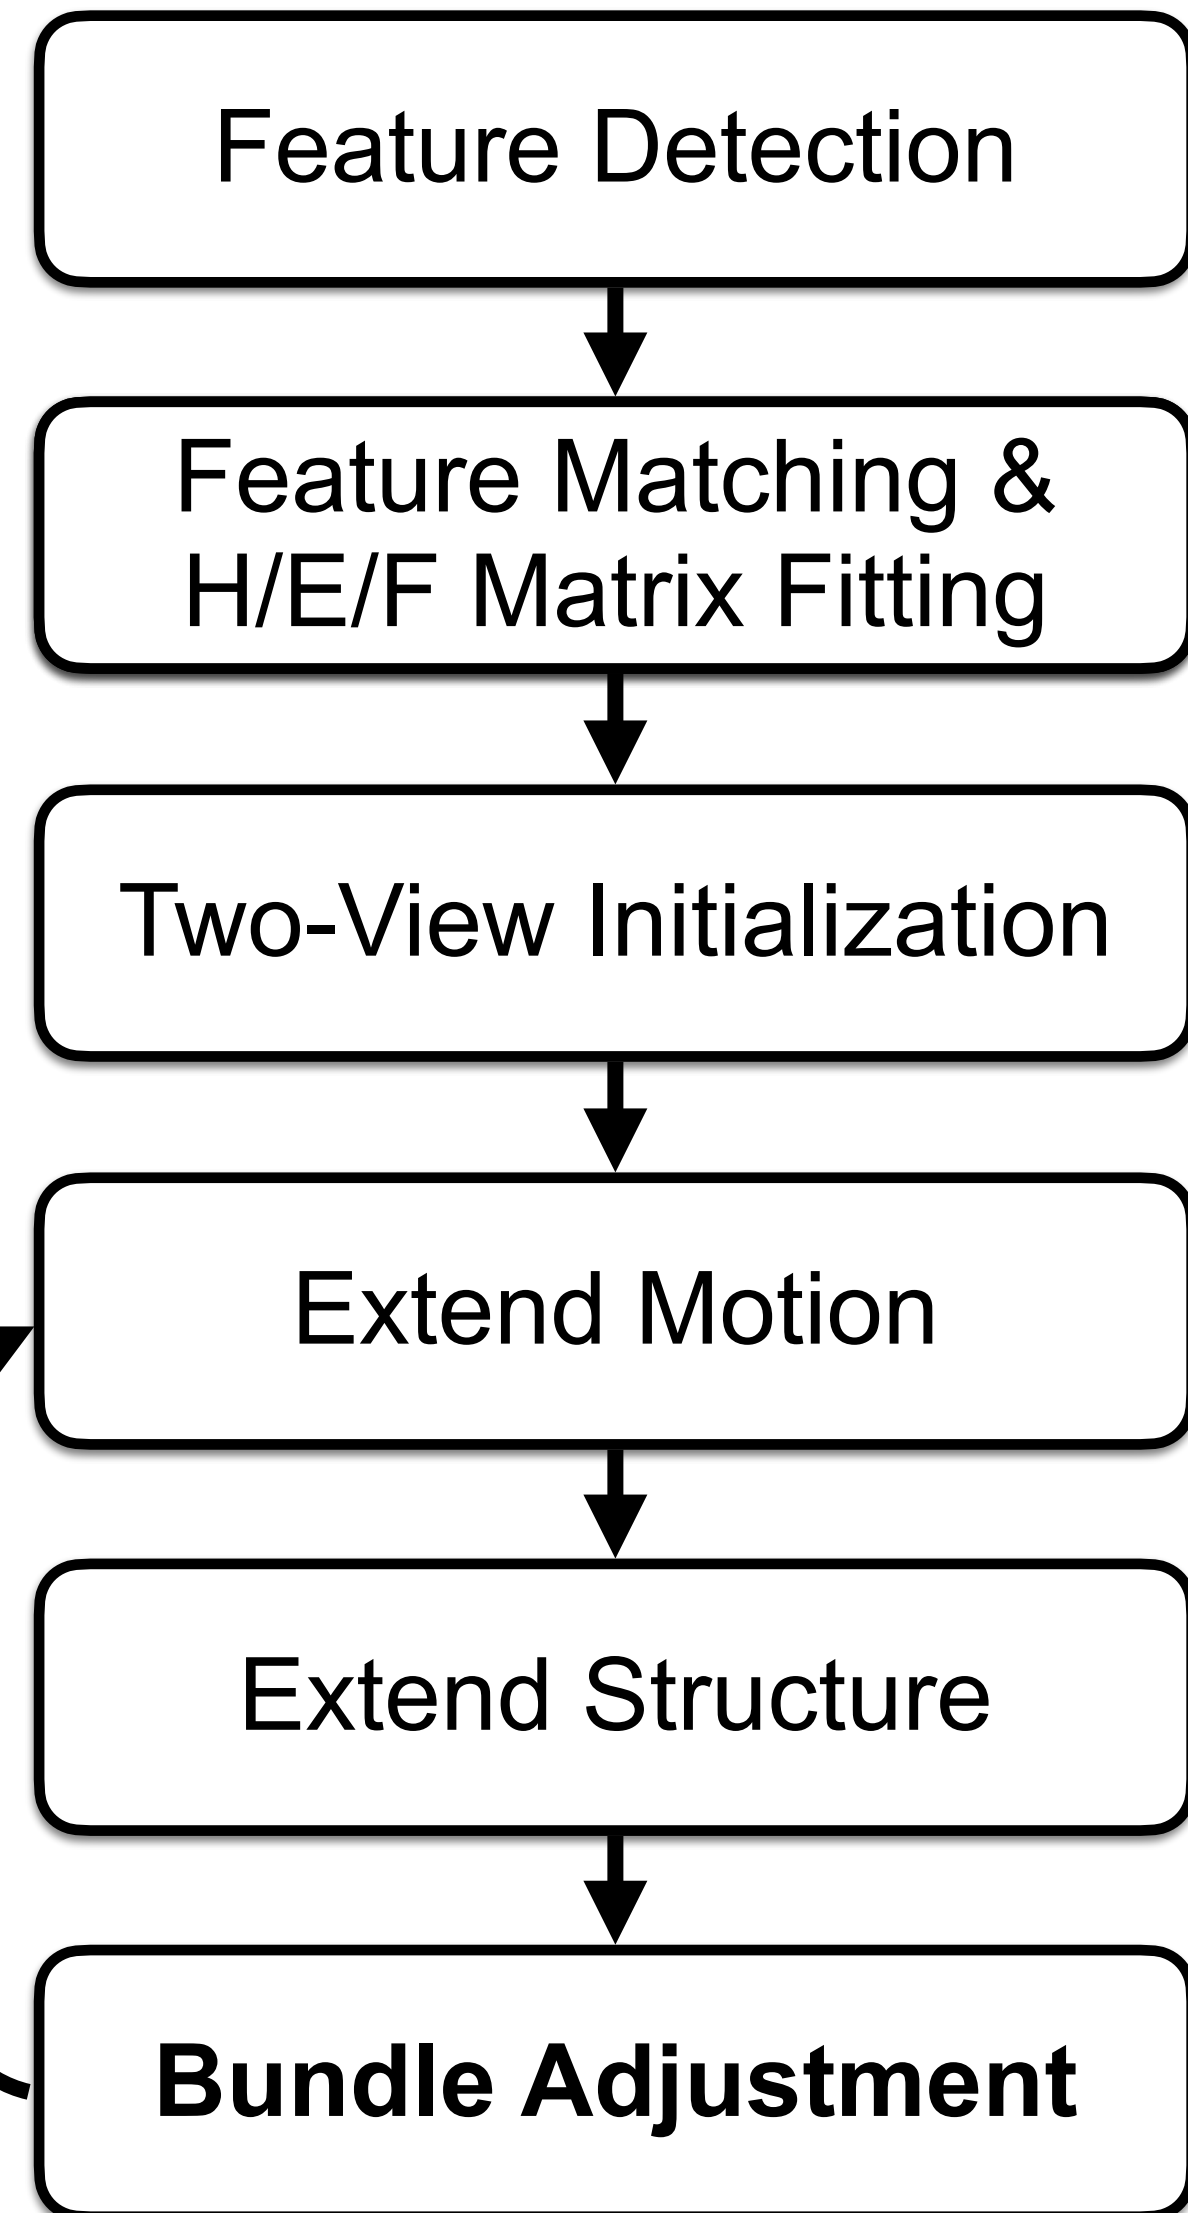 Feature Detection
Feature Matching &
H/E/F Matrix Fitting
Two-View Initialization
Extend Motion
Extend Structure
Bundle Adjustment